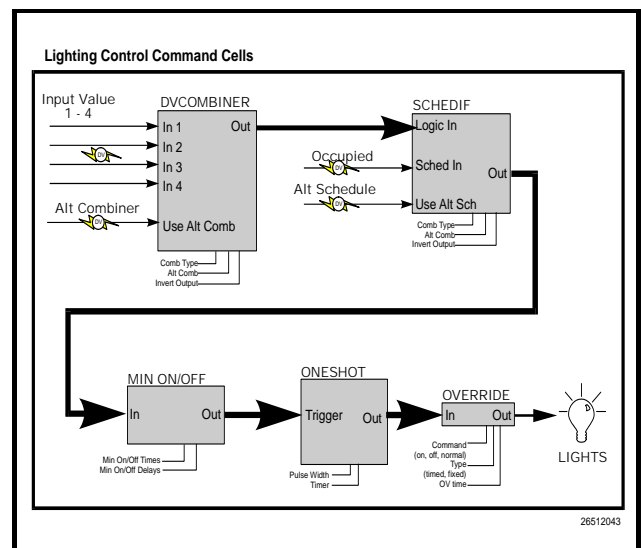 Lighting Control Command Cells
Input Value
1 - 4
DVCOMBINER
In 1
Out
In 2
DV
In 3
In 4
Alt Combiner
DV
Use Alt Comb
Comb Type
Alt Comb
Invert Output
SCHEDIF
Logic In
Occupied
DV
Sched In
Out
Alt Schedule
DV
Use Alt Sch
Comb Type
Alt Comb
Invert Output
MIN ON/OFF
In
Out
Min On/Off Times
Min On/Off Delays
ONESHOT
Trigger
Out
Pulse Width
Timer
OVERRIDE
In
Out
Command
(on, off, normal)
Type
(timed, fixed)
OV time
LIGHTS
26512043